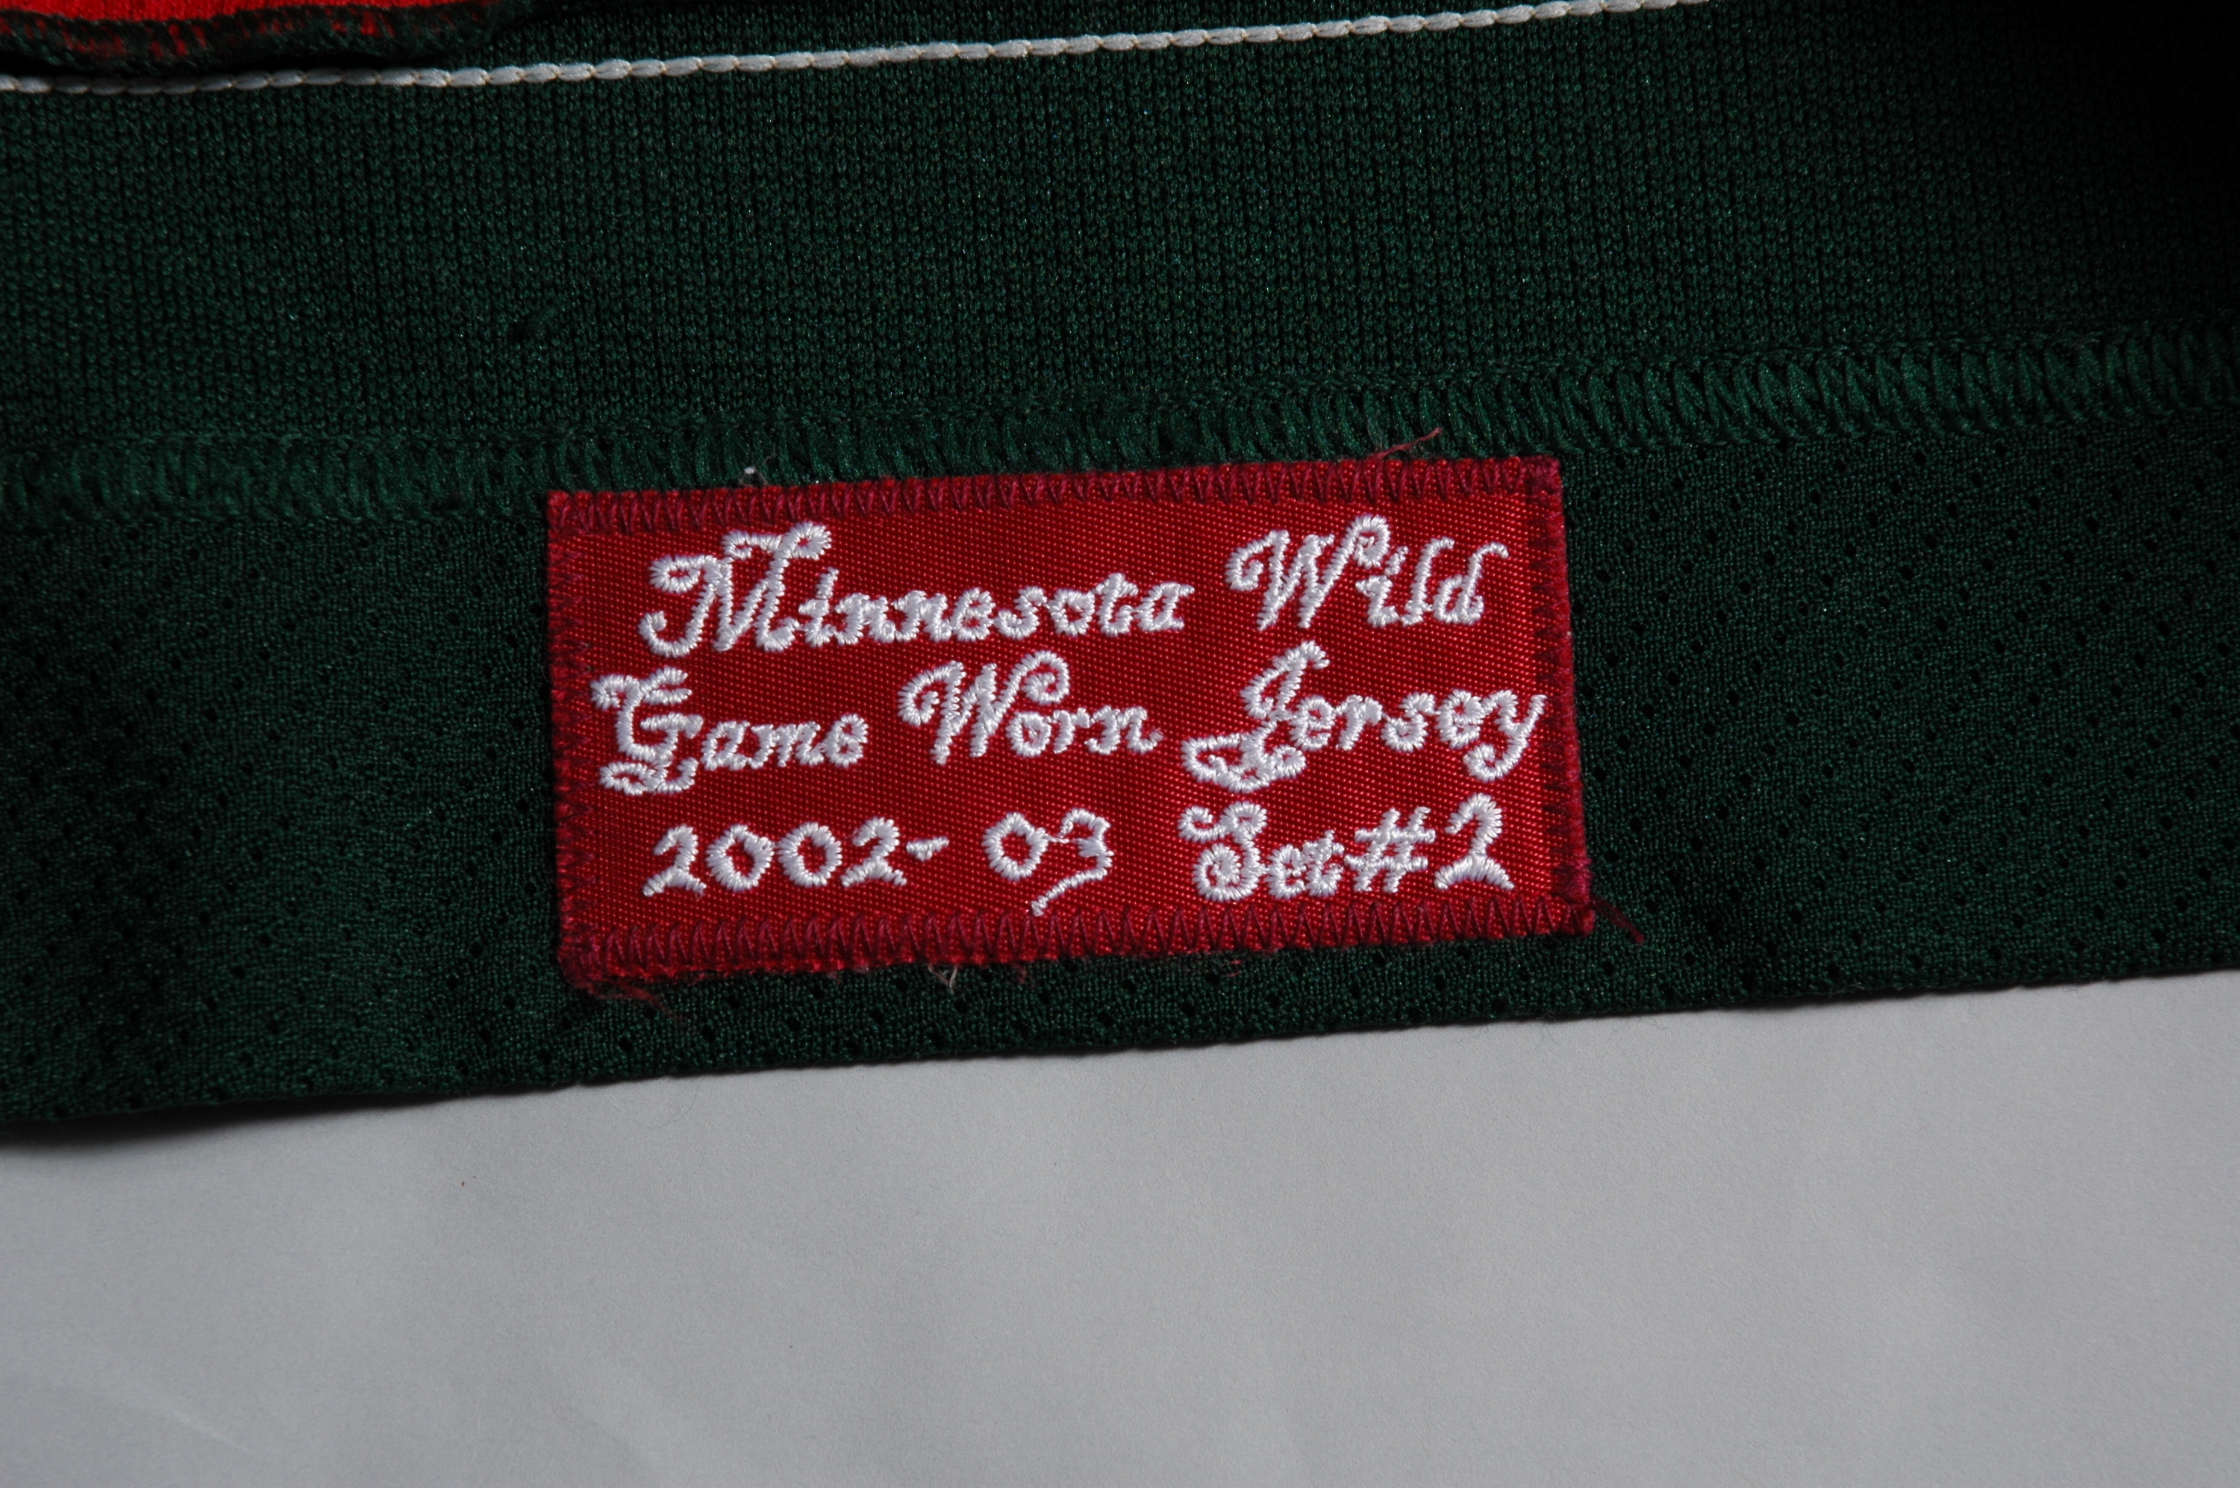 Minnesota Wild
Game Worn Jersey
2002-03 Set#2